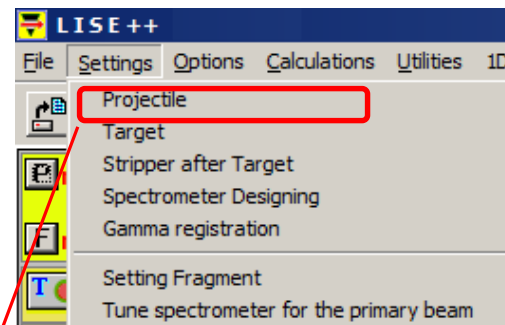 LISE++
File Settings Options Calculations Utilities 1D
Projectile
Target
Stripper after Target
Spectrometer Designing
Gamma registration
Setting Fragment
Tune spectrometer for the primary beam
P
F
T